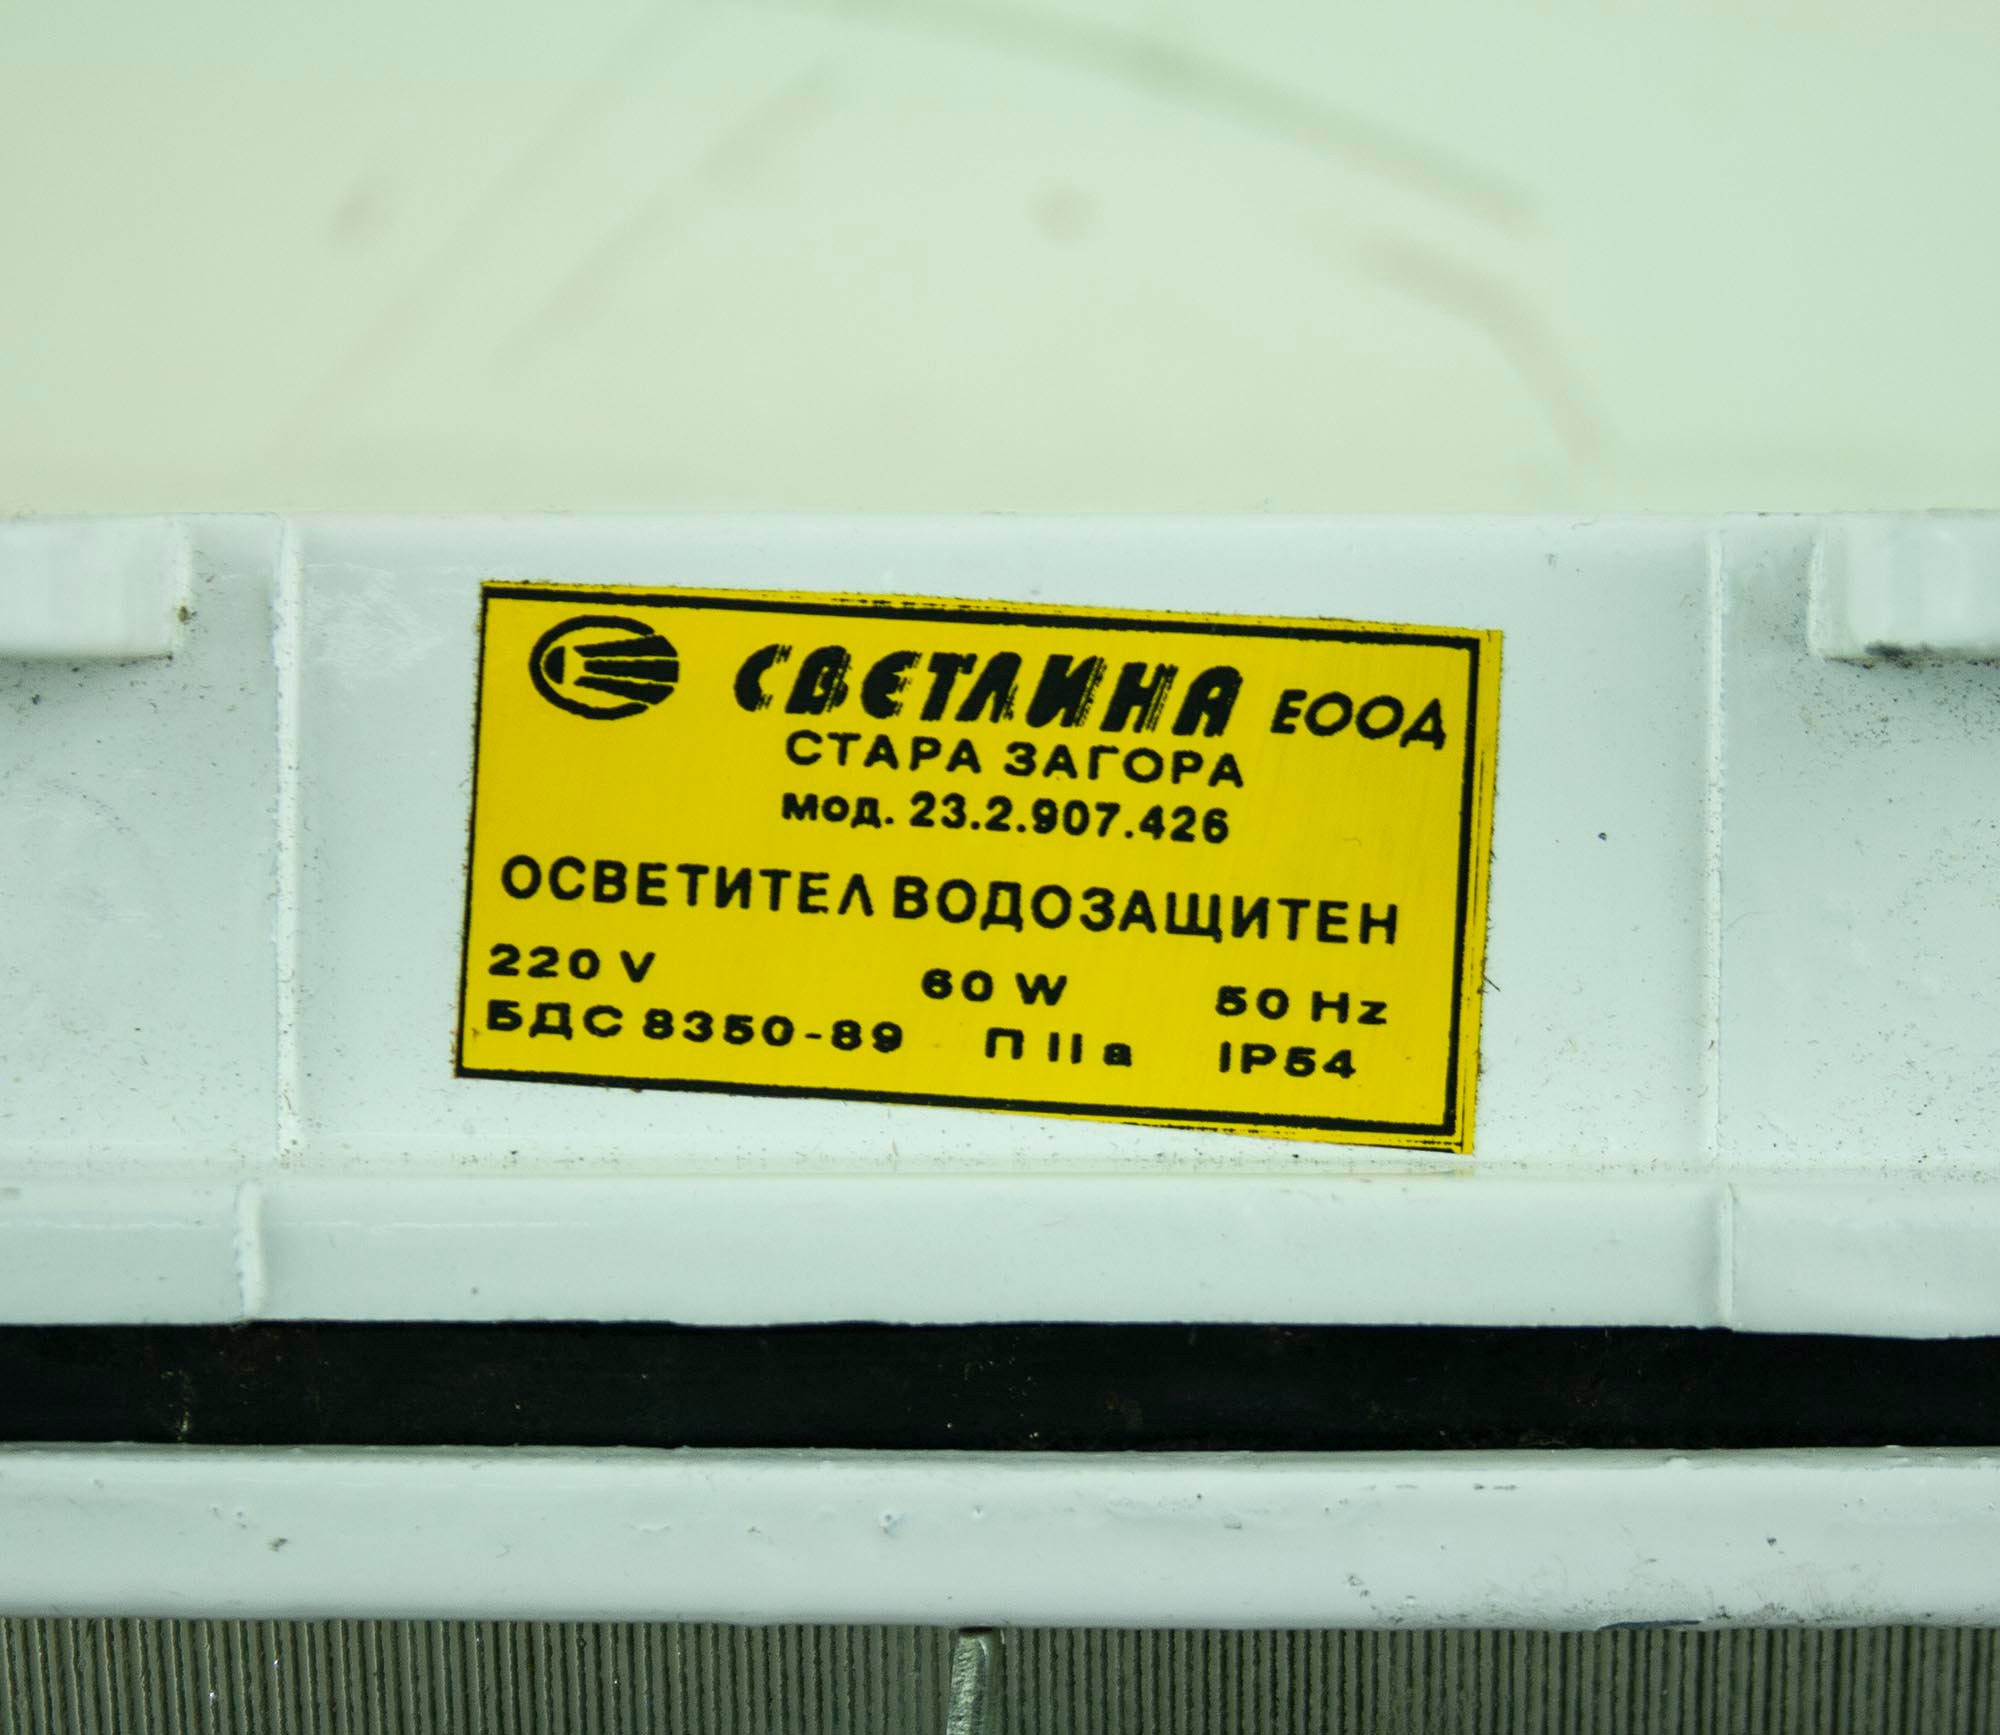 СВЕТЛИНА ЕООД
СТАРА ЗАГОРА
мод. 23.2.907.426
ОСВЕТИТЕЛ ВОДОЗАЩИТЕН
220 V 60 W 50 Hz
БДС 8350-89 П II а IP54